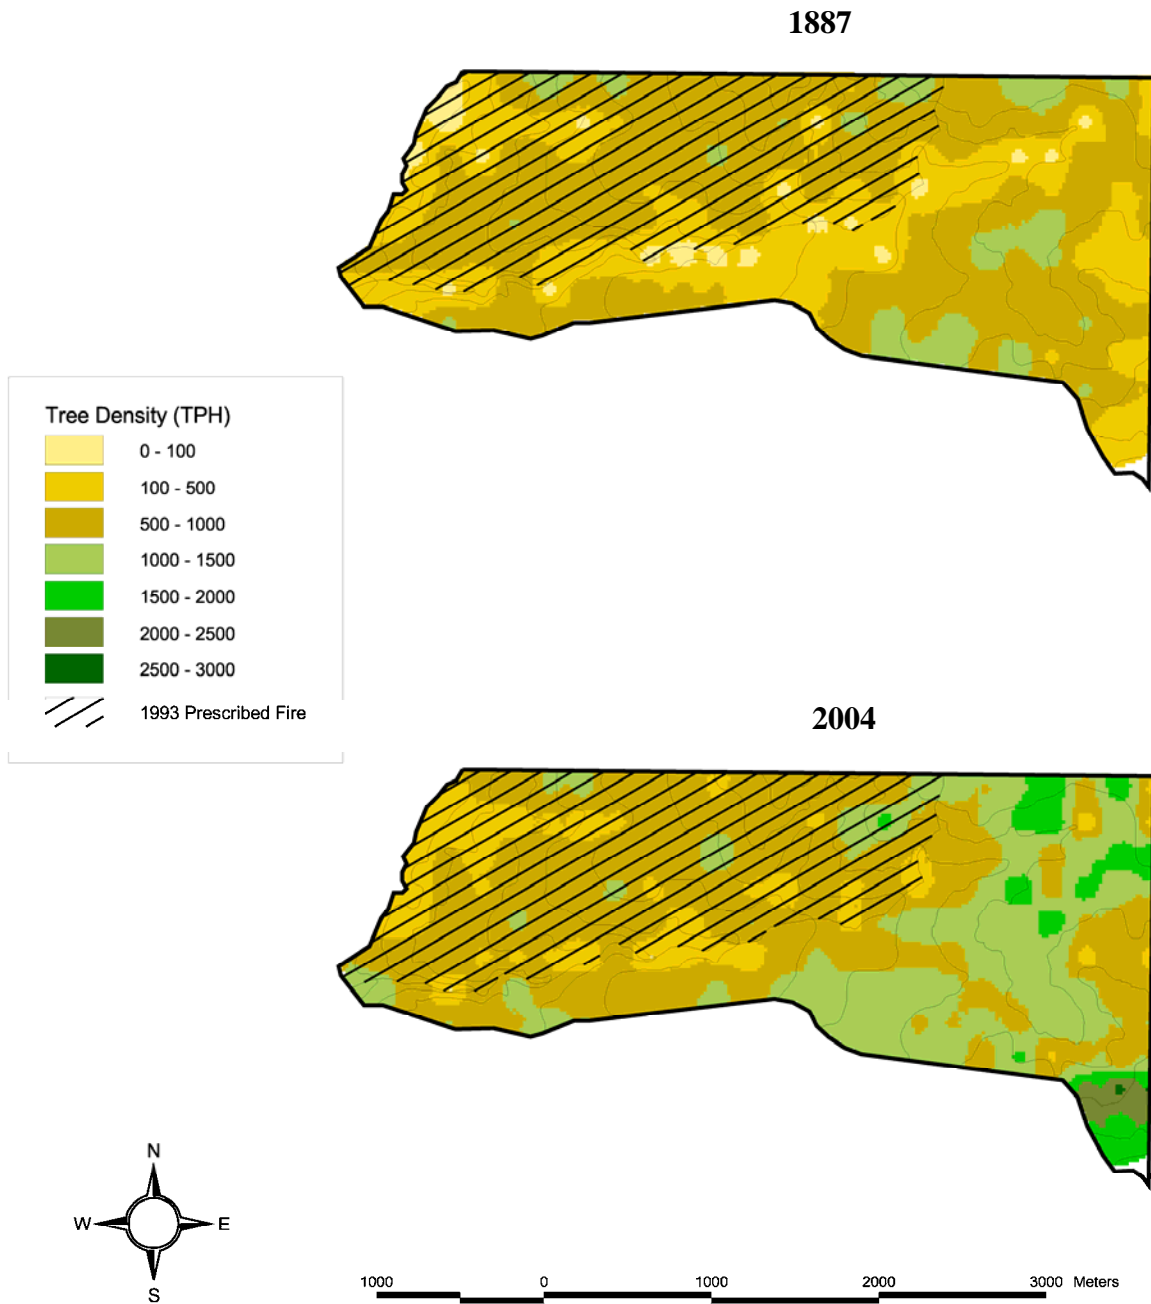 1887
Tree Density (TPH)
0 - 100
100 - 500
500 - 1000
1000 - 1500
1500 - 2000
2000 - 2500
2500 - 3000
1993 Prescribed Fire
2004
N
W E
S
1000 0 1000 2000 3000 Meters